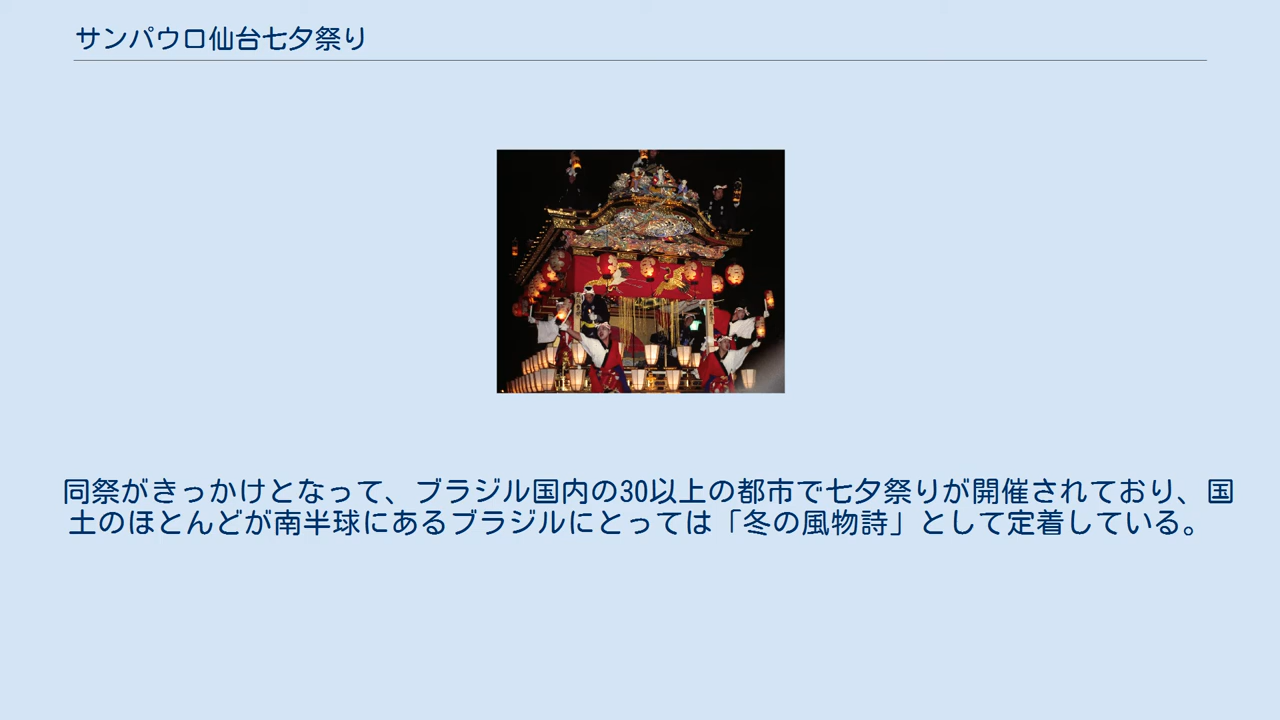 サンパウロ仙台七夕祭り
同祭がきっかけとなって、ブラジル国内の30以上の都市で七夕祭りが開催されており、国
土のほとんどが南半球にあるブラジルにとっては「冬の風物詩」として定着している。